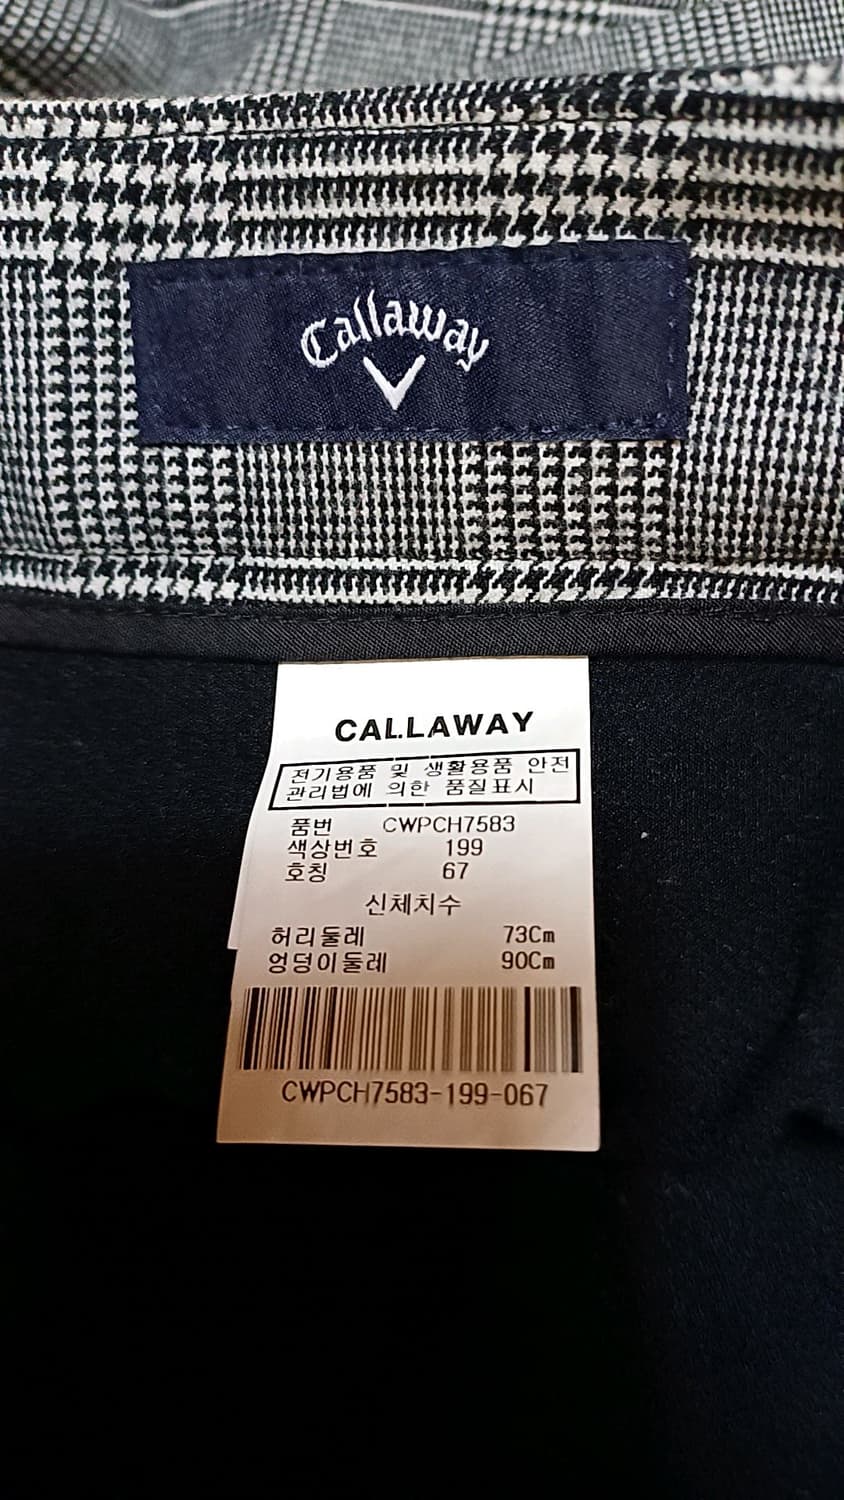 Callaway
CALLAWAY
전기용품 및 생활용품 안전
관리법에 의한 품질표시
품번 CWPCH7583
색상번호 199
호칭 67
신체치수
허리둘레 73Cm
엉덩이둘레 90Cm
CWPCH7583-199-067